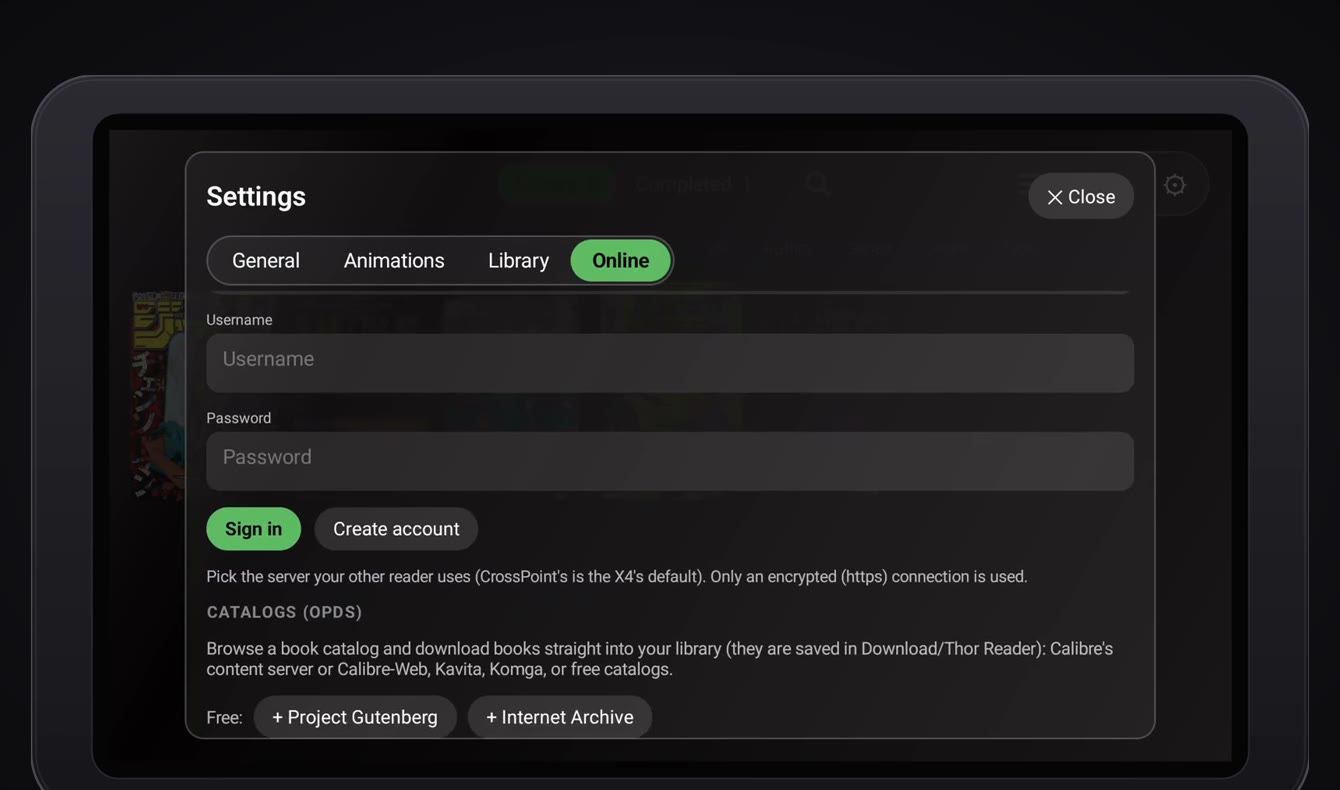 Completed
Settings
Close
General Animations Library Online
Username
Username
Password
Password
Sign in Create account
Pick the server your other reader uses (CrossPoint's is the X4's default). Only an encrypted (https) connection is used.
CATALOGS (OPDS)
Browse a book catalog and download books straight into your library (they are saved in Download/Thor Reader): Calibre's
content server or Calibre-Web, Kavita, Komga, or free catalogs.
Free: + Project Gutenberg + Internet Archive